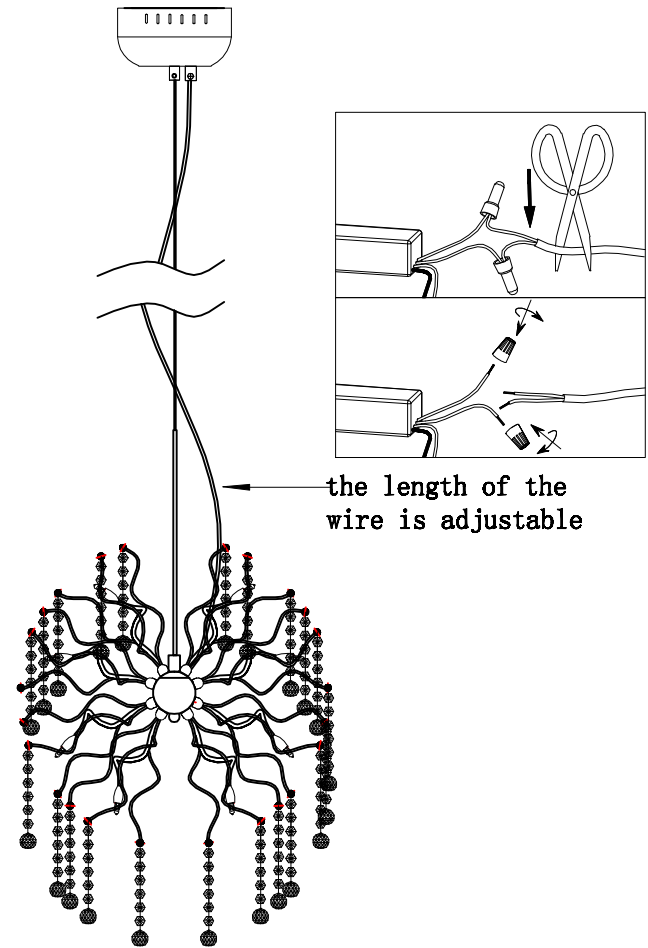 the length of the
wire is adjustable